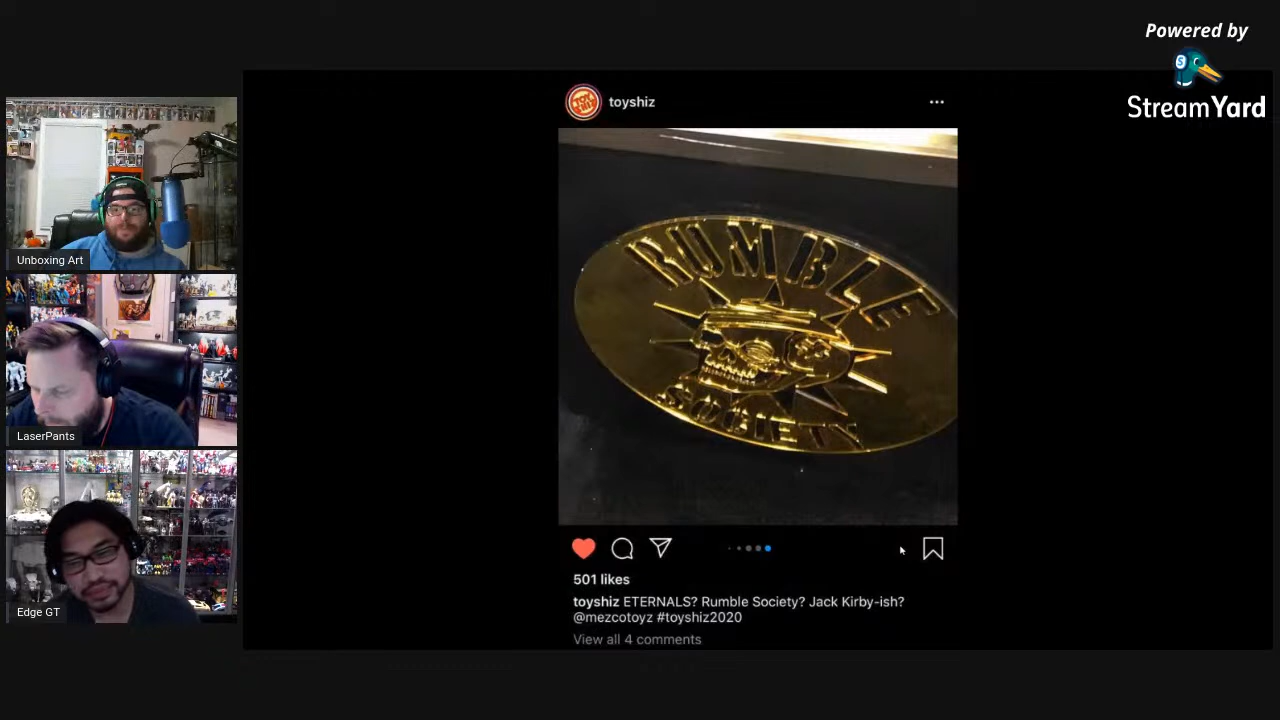 Powered by
StreamYard
toyshiz
RUMBLE
SOCIETY
Unboxing Art
LaserPants
Edge GT
501 likes
toyshiz ETERNALS? Rumble Society? Jack Kirby-ish?
@mezcotoyz #toyshiz2020
View all 4 comments